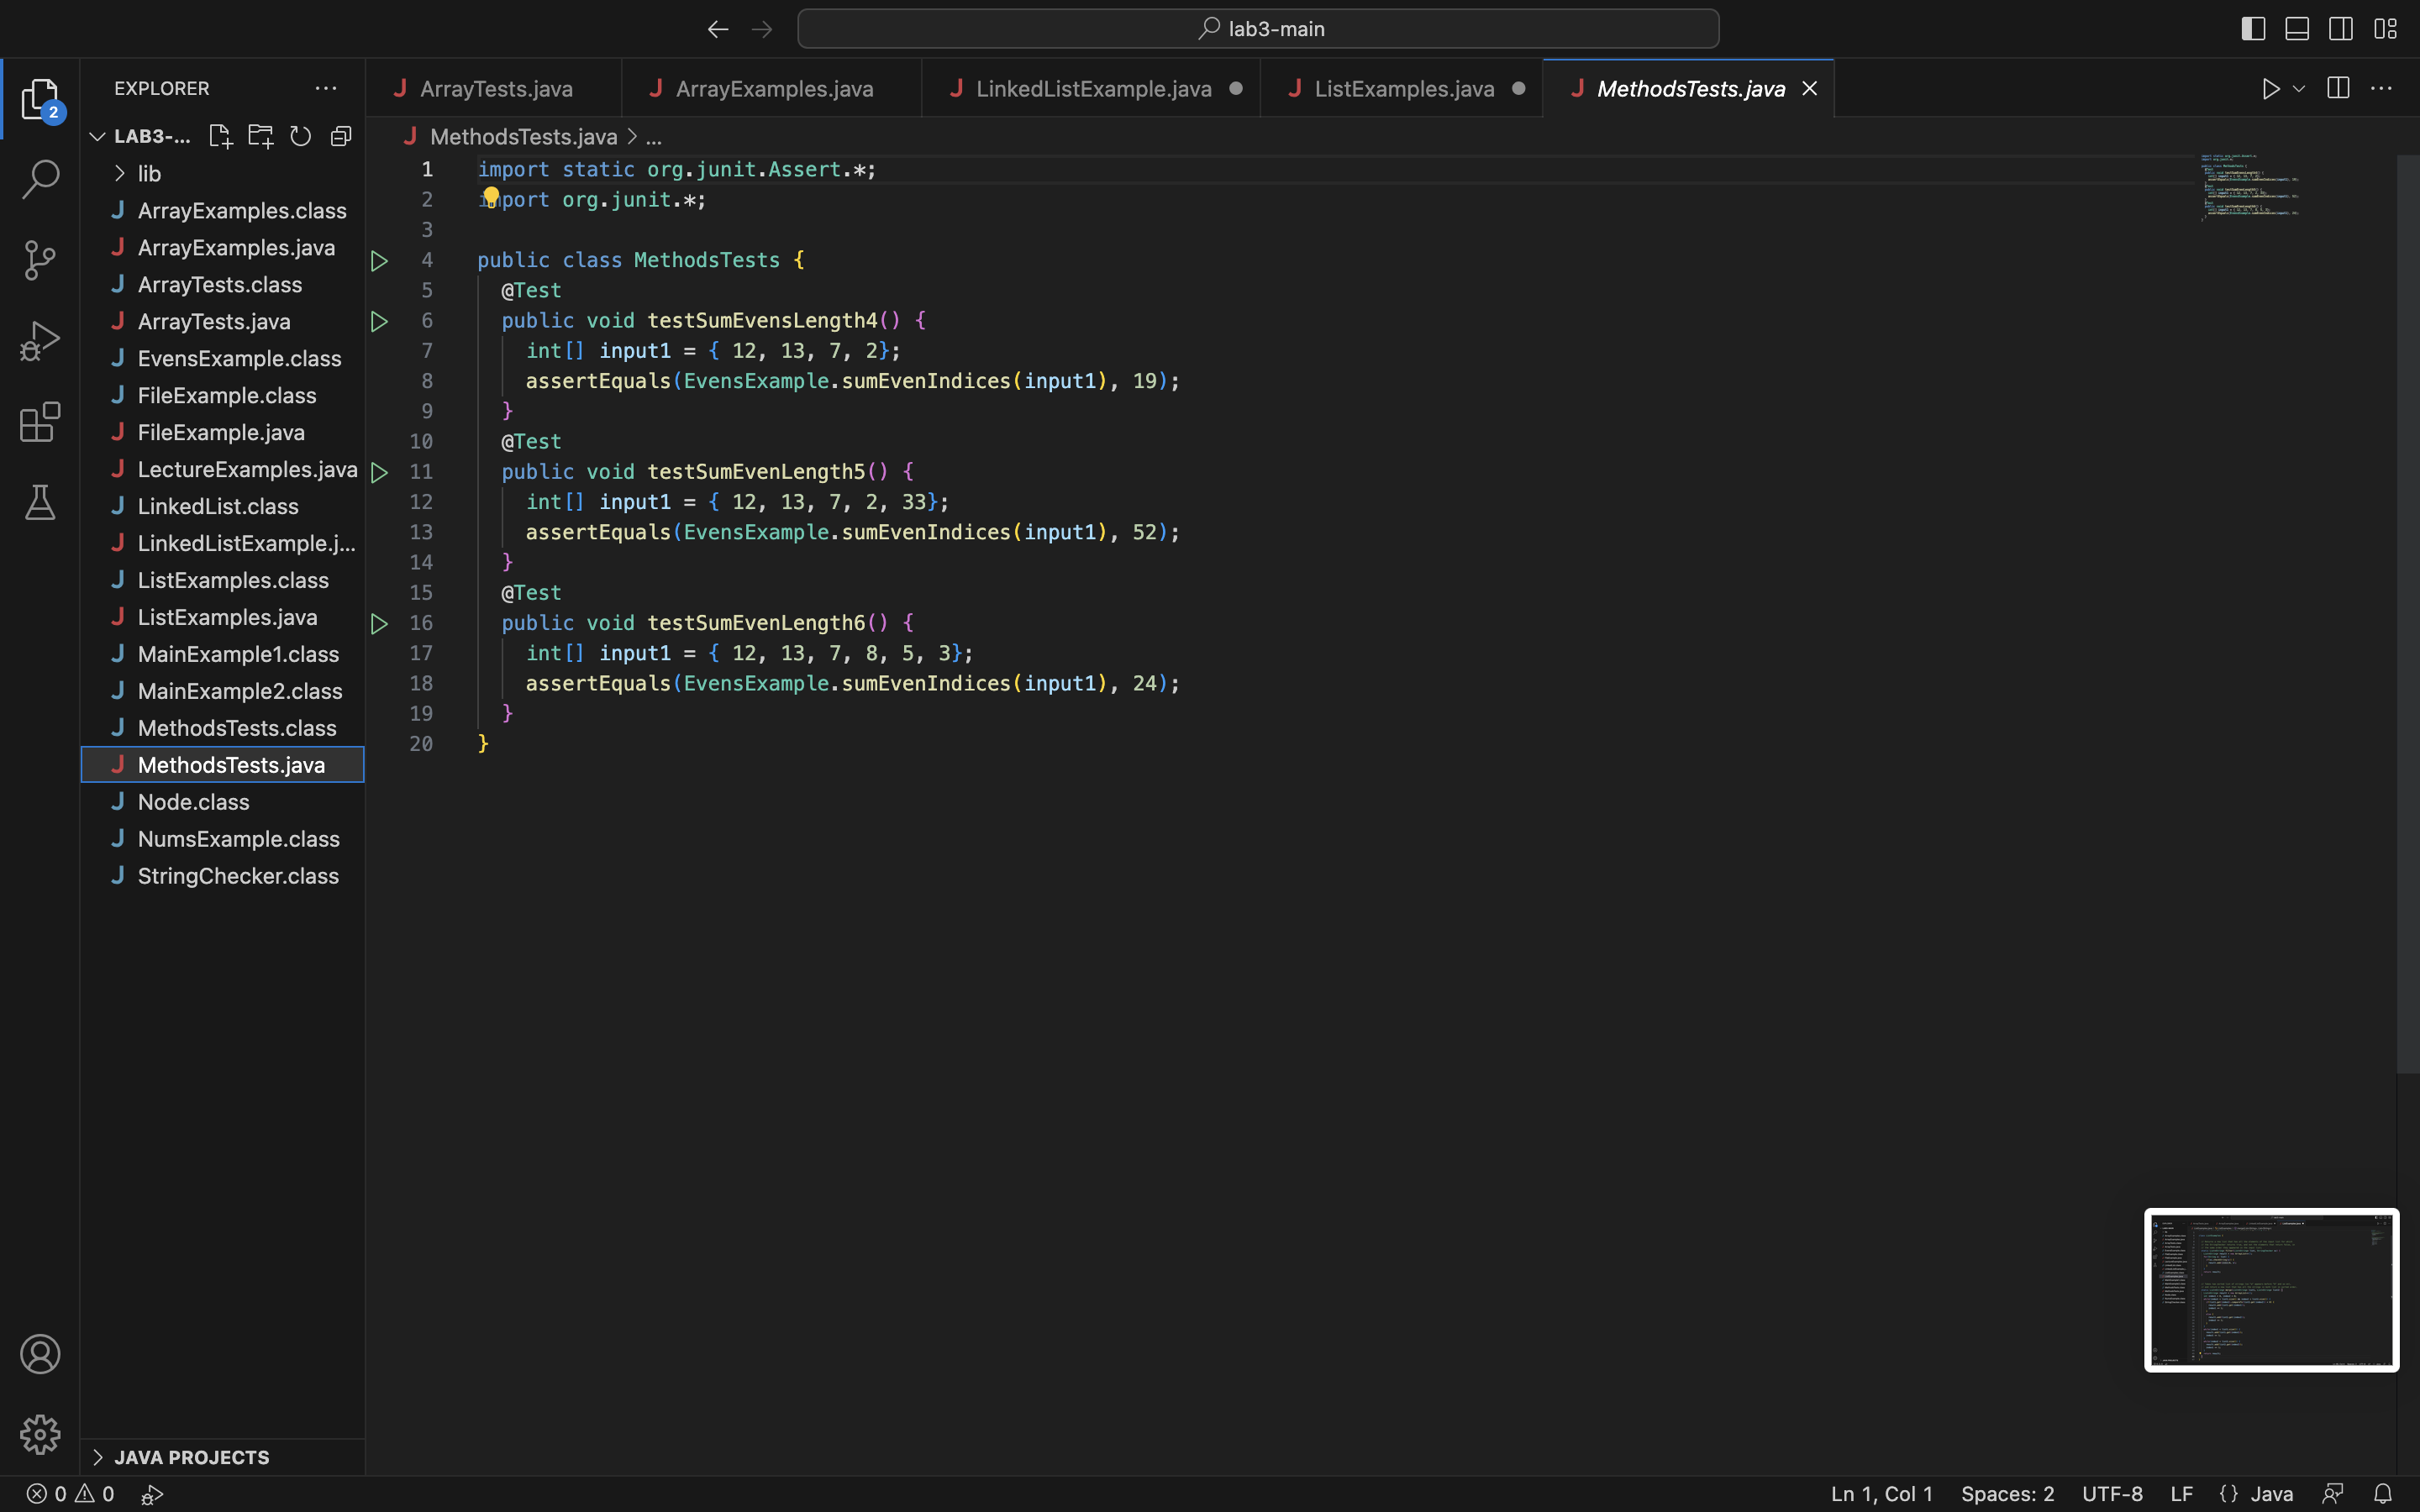 lab3-main
EXPLORER
ArrayTests.java
ArrayExamples.java
LinkedListExample.java
ListExamples.java
MethodsTests.java
2
LAB3-...
MethodsTests.java > ...
lib
ArrayExamples.class
ArrayExamples.java
ArrayTests.class
ArrayTests.java
EvensExample.class
FileExample.class
FileExample.java
LectureExamples.java
LinkedList.class
LinkedListExample.j...
ListExamples.class
ListExamples.java
MainExample1.class
MainExample2.class
MethodsTests.class
MethodsTests.java
Node.class
NumsExample.class
StringChecker.class
JAVA PROJECTS
1 import static org.junit.Assert.*;
2 import org.junit.*;
3
4 public class MethodsTests {
5 @Test
6 public void testSumEvensLength4() {
7 int[] input1 = { 12, 13, 7, 2};
8 assertEquals(EvensExample.sumEvenIndices(input1), 19);
9 }
10 @Test
11 public void testSumEvenLength5() {
12 int[] input1 = { 12, 13, 7, 2, 33};
13 assertEquals(EvensExample.sumEvenIndices(input1), 52);
14 }
15 @Test
16 public void testSumEvenLength6() {
17 int[] input1 = { 12, 13, 7, 8, 5, 3};
18 assertEquals(EvensExample.sumEvenIndices(input1), 24);
19 }
20 }
0 0
Ln 1, Col 1 Spaces: 2 UTF-8 LF {} Java